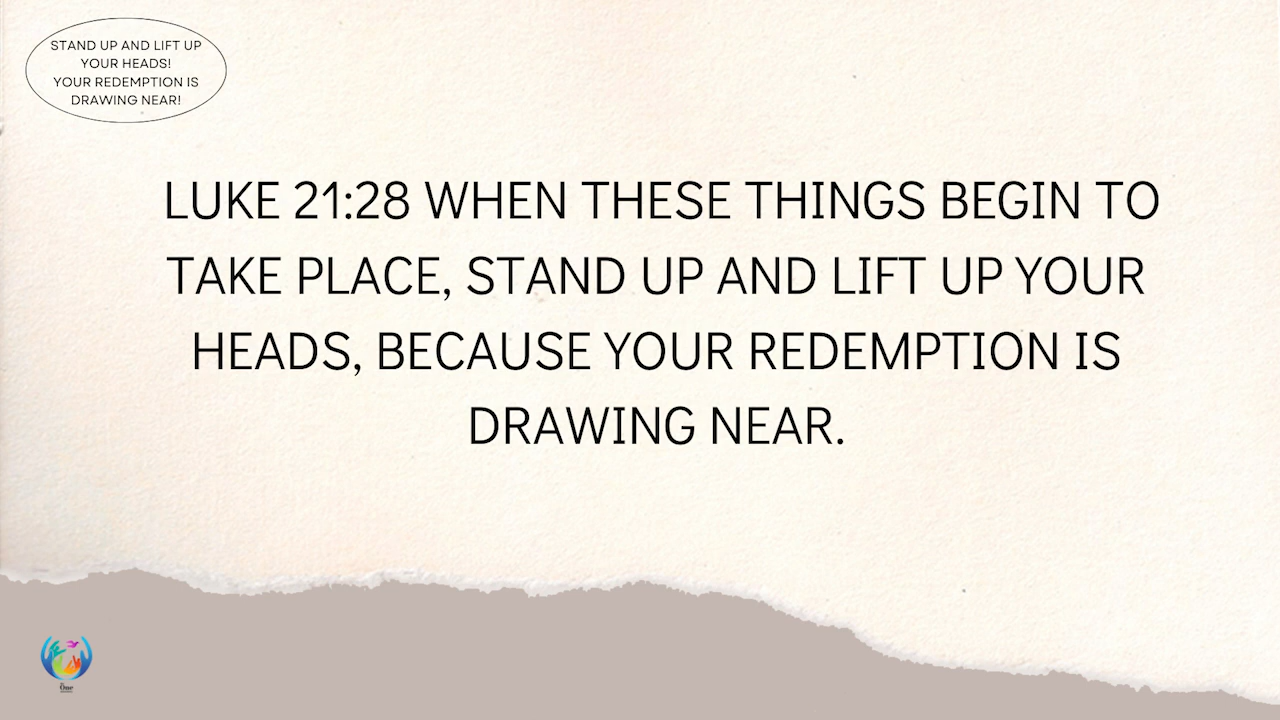 STAND UP AND LIFT UP
YOUR HEADS!
YOUR REDEMPTION IS
DRAWING NEAR!
LUKE 21:28 WHEN THESE THINGS BEGIN TO
TAKE PLACE, STAND UP AND LIFT UP YOUR
HEADS, BECAUSE YOUR REDEMPTION IS
DRAWING NEAR.
One